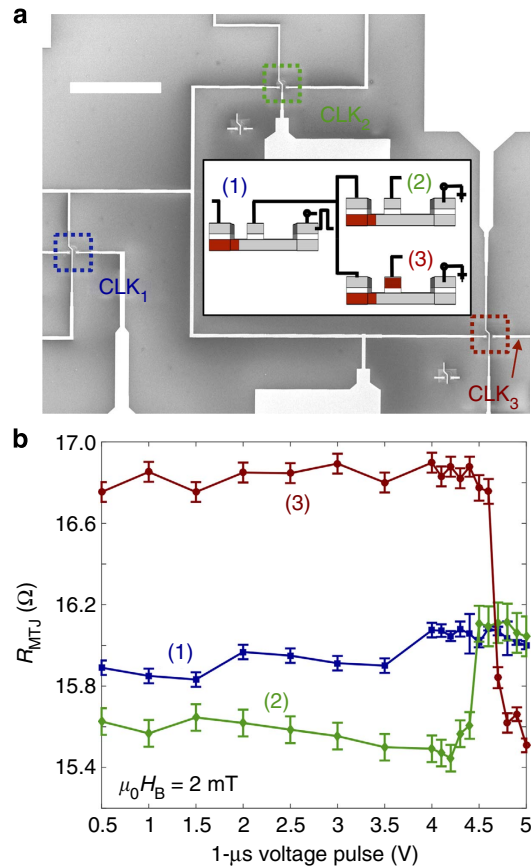 a
CLK₂
(1)
(2)
(3)
CLK₁
CLK₃
b
17.0
16.6
16.2
15.8
15.4
R_MTJ (Ω)
(3)
(1)
(2)
μ₀H_B = 2 mT
0.5 1 1.5 2 2.5 3 3.5 4 4.5 5
1-μs voltage pulse (V)